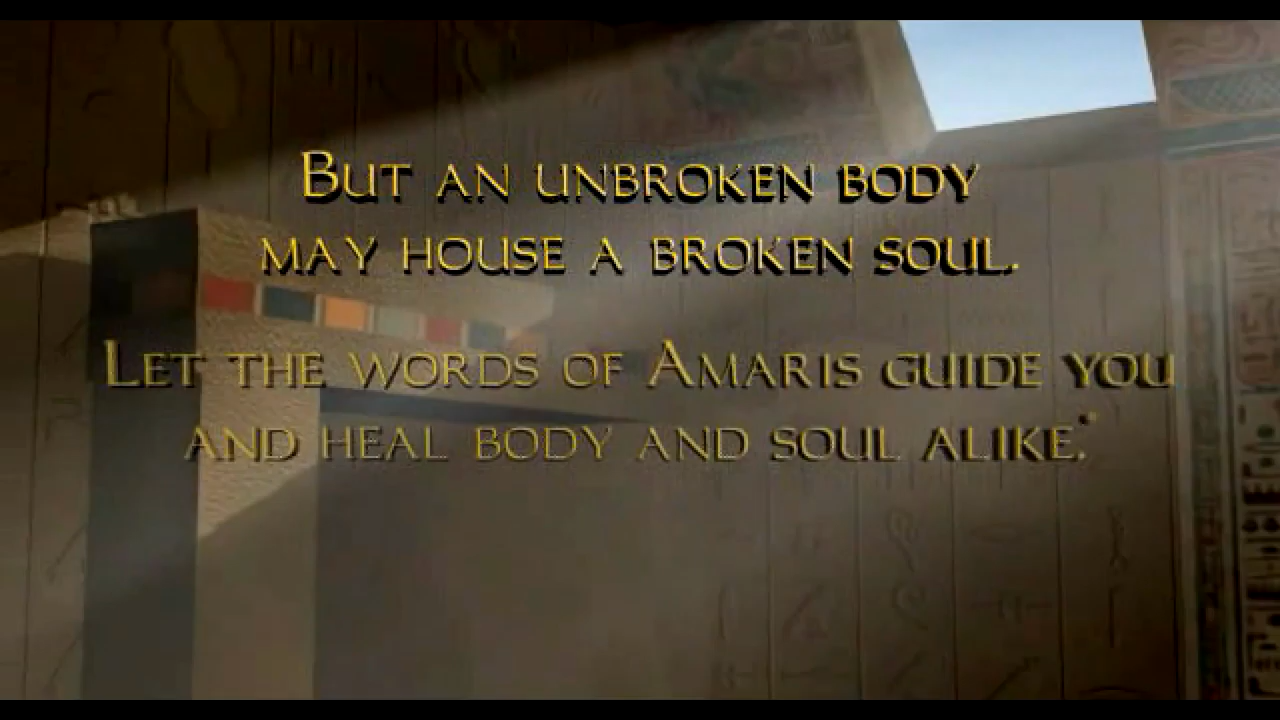 But an unbroken body
may house a broken soul.
Let the words of Amaris guide you
and heal body and soul alike."